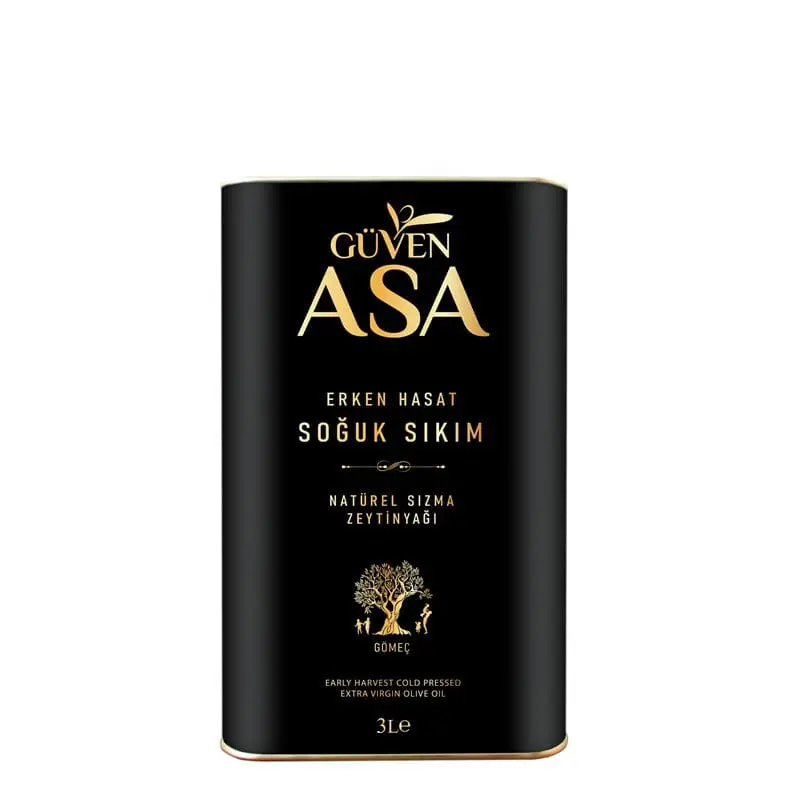 GÜVEN
ASA
ERKEN HASAT
SOĞUK SIKIM
NATÜREL SIZMA
ZEYTİNYAĞI
GÖMEÇ
EARLY HARVEST COLD PRESSED
EXTRA VIRGIN OLIVE OIL
3L℮